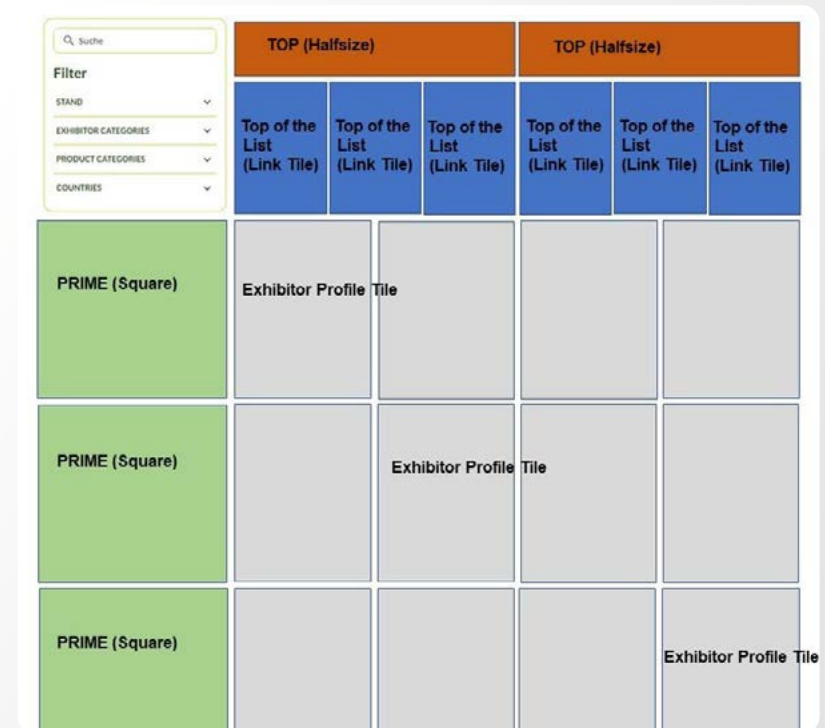 Suche
Filter
STAND
EXHIBITOR CATEGORIES
PRODUCT CATEGORIES
COUNTRIES
TOP (Halfsize)
TOP (Halfsize)
Top of the
List
(Link Tile)
Top of the
List
(Link Tile)
Top of the
List
(Link Tile)
Top of the
List
(Link Tile)
Top of the
List
(Link Tile)
Top of the
List
(Link Tile)
PRIME (Square)
Exhibitor Profile Tile
PRIME (Square)
Exhibitor Profile Tile
PRIME (Square)
Exhibitor Profile Tile